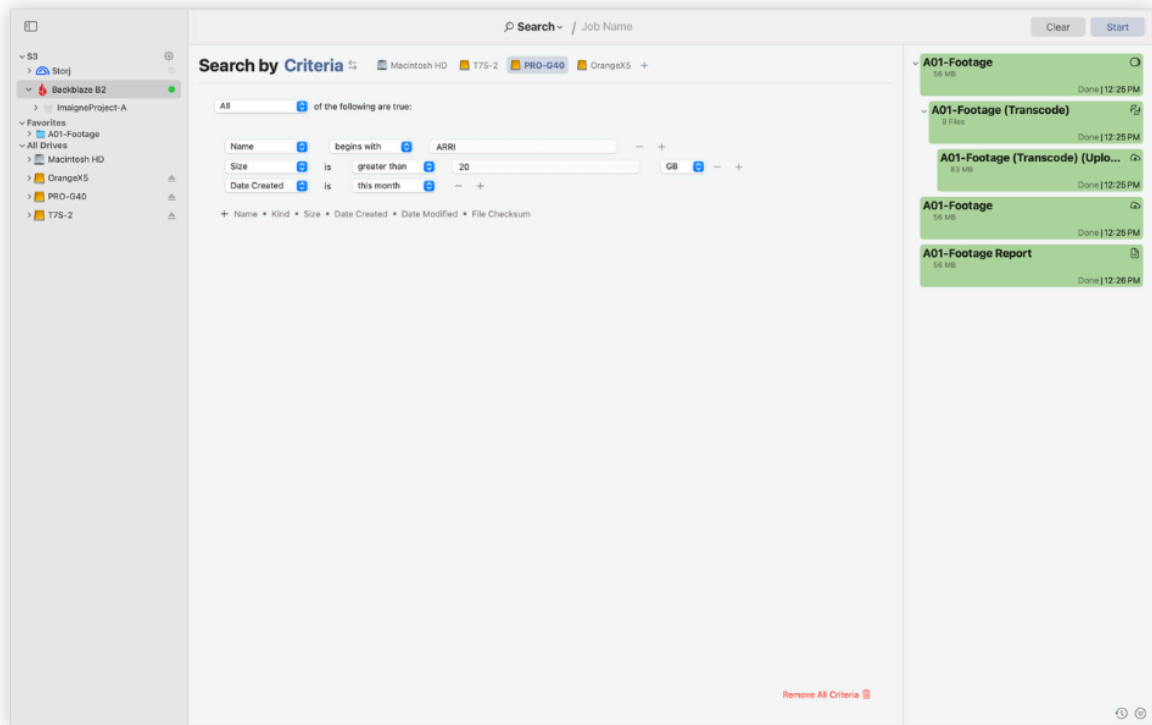 Search / Job Name
Clear
Start
S3
Storj
Backblaze B2
ImaigneProject-A
Favorites
A01-Footage
All Drives
Macintosh HD
OrangeX5
PRO-G40
T7S-2
Search by Criteria
Macintosh HD
T7S-2
PRO-G40
OrangeX5
+
All of the following are true:
Name begins with ARRI − +
Size is greater than 20 GB − +
Date Created is this month − +
+ Name • Kind • Size • Date Created • Date Modified • File Checksum
Remove All Criteria
A01-Footage
56 MB
Done | 12:25 PM
A01-Footage (Transcode)
9 Files
Done | 12:25 PM
A01-Footage (Transcode) (Uplo...
63 MB
Done | 12:25 PM
A01-Footage
56 MB
Done | 12:25 PM
A01-Footage Report
56 MB
Done | 12:26 PM